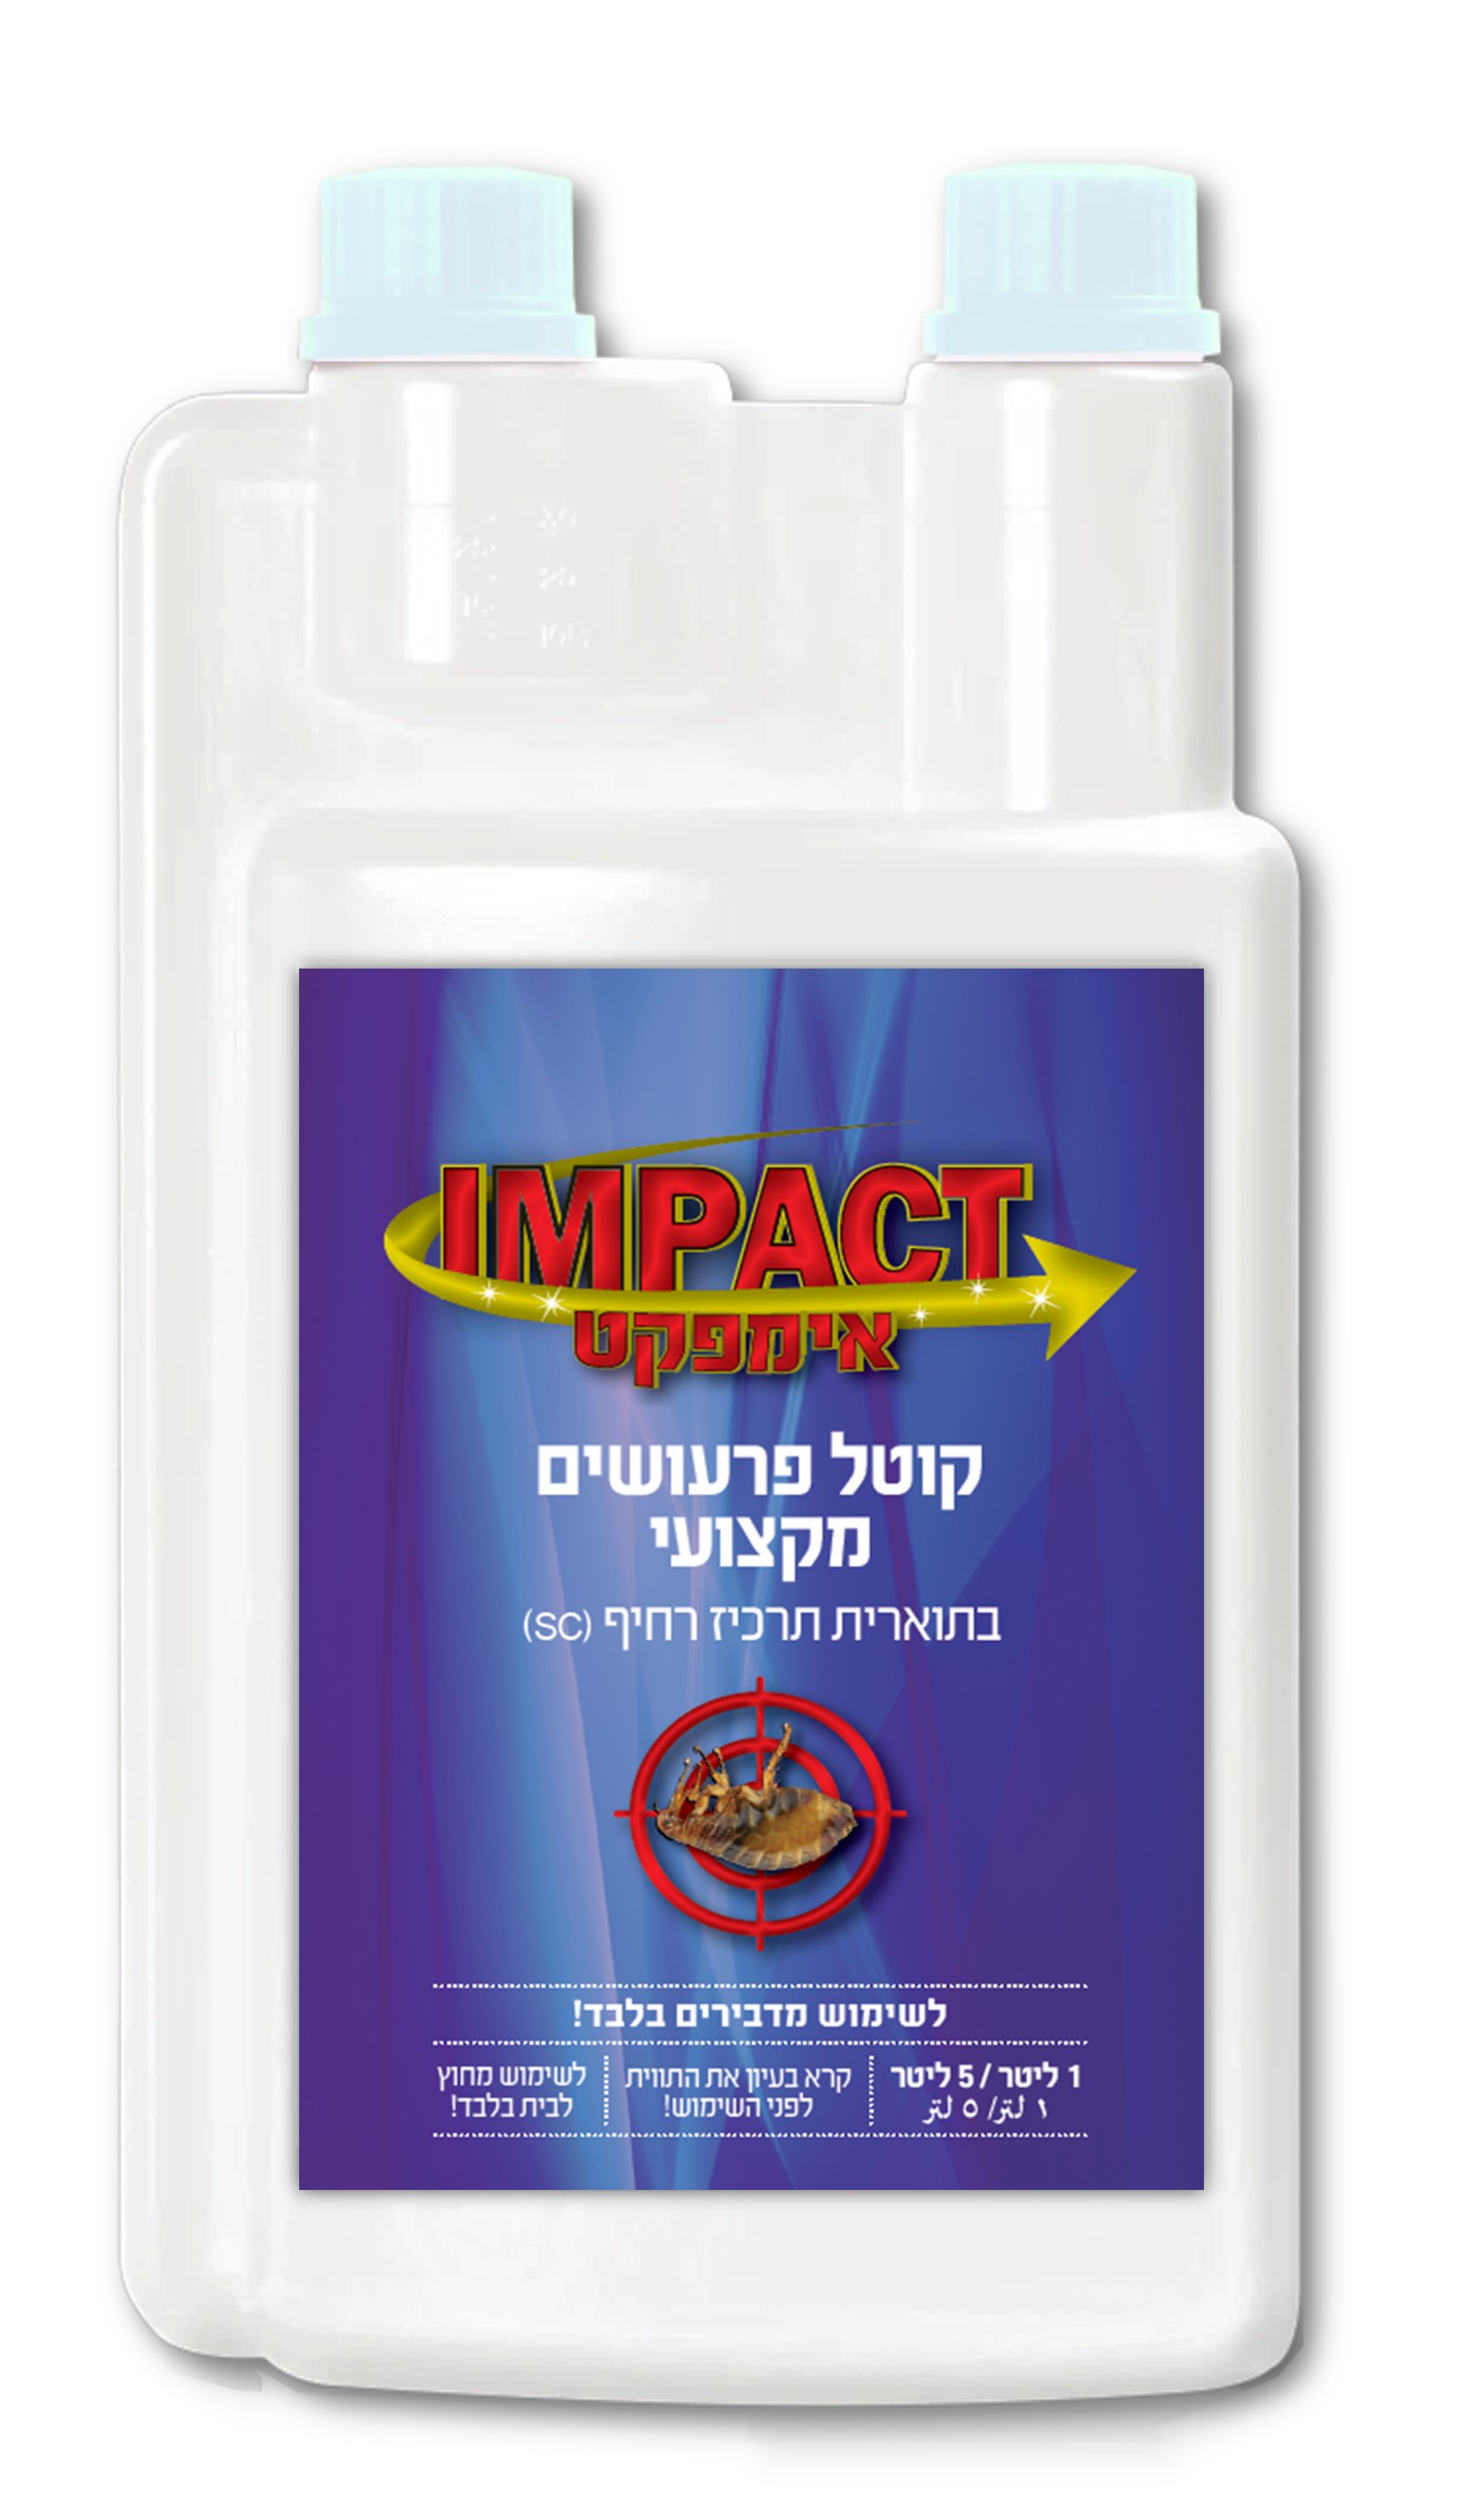 IMPACT
אימפקט
קוטל פרעושים
מקצועי
בתוארית תרכיז רחיף (SC)
לשימוש מדבירים בלבד!
1 ליטר / 5 ליטר
١ لتر/ ٥ لتر
קרא בעיון את התווית
לפני השימוש!
לשימוש מחוץ
לבית בלבד!